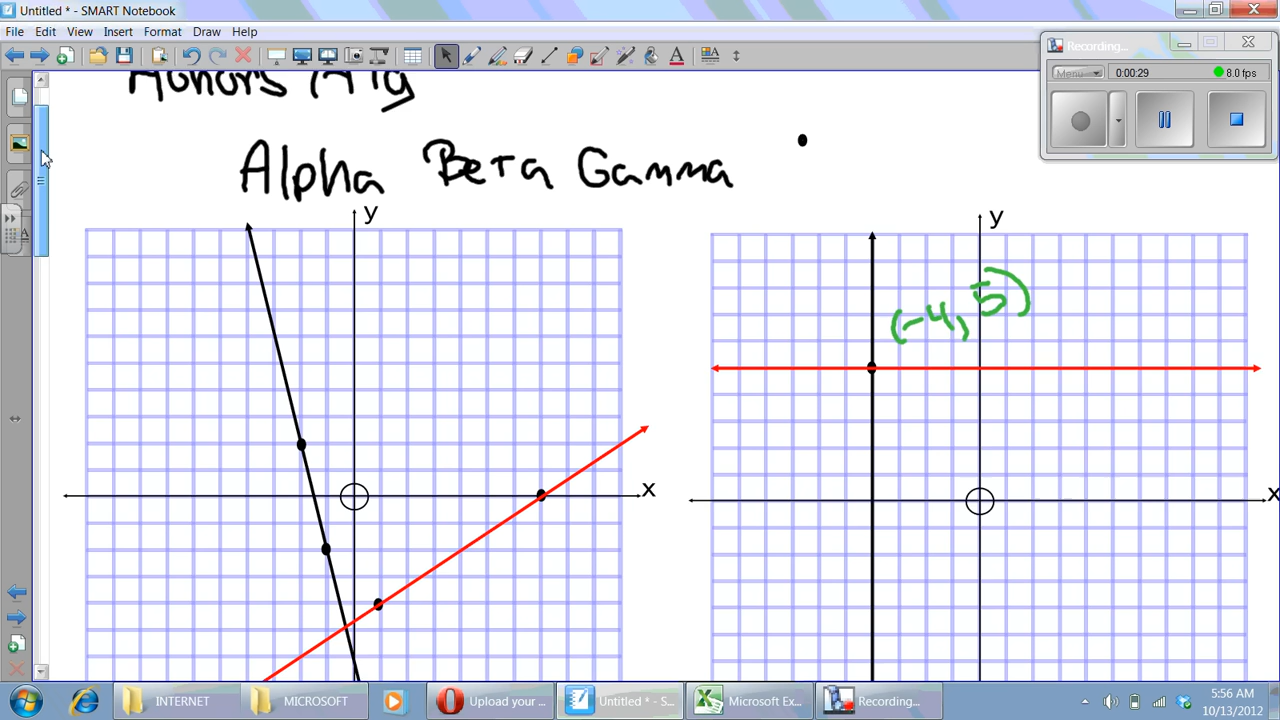 Untitled * - SMART Notebook
File Edit View Insert Format Draw Help
Recording...
Menu 0:00:29 8.0 fps
Honors Alg
Alpha Beta Gamma
y
y
(-4, 5)
x
x
INTERNET
MICROSOFT
Upload your ...
Untitled * - S...
Microsoft Ex...
Recording...
5:56 AM
10/13/2012